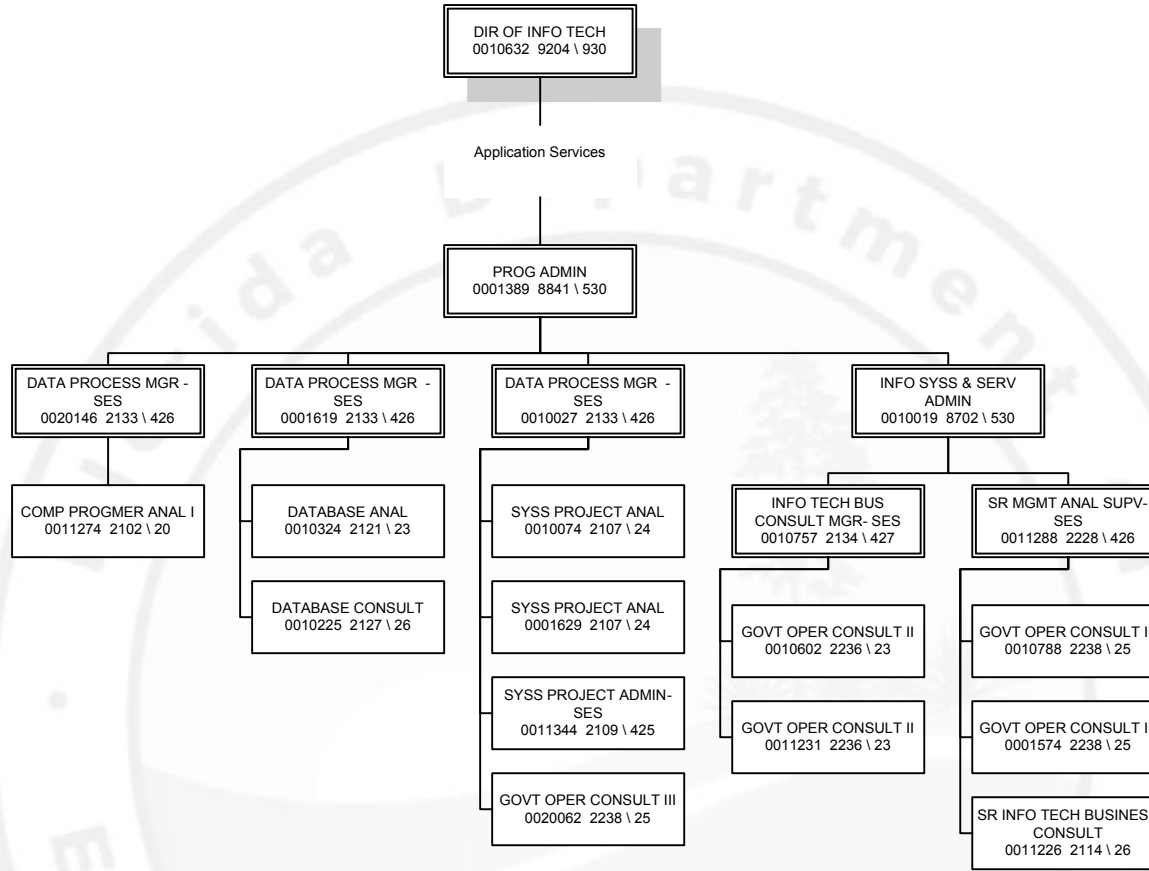 DIR OF INFO TECH
0010632 9204 \ 930
Application Services
PROG ADMIN
0001389 8841 \ 530
DATA PROCESS MGR -
SES
0020146 2133 \ 426
DATA PROCESS MGR -
SES
0001619 2133 \ 426
DATA PROCESS MGR -
SES
0010027 2133 \ 426
INFO SYSS & SERV
ADMIN
0010019 8702 \ 530
COMP PROGMER ANAL I
0011274 2102 \ 20
DATABASE ANAL
0010324 2121 \ 23
DATABASE CONSULT
0010225 2127 \ 26
SYSS PROJECT ANAL
0010074 2107 \ 24
SYSS PROJECT ANAL
0001629 2107 \ 24
SYSS PROJECT ADMIN-
SES
0011344 2109 \ 425
GOVT OPER CONSULT III
0020062 2238 \ 25
INFO TECH BUS
CONSULT MGR- SES
0010757 2134 \ 427
GOVT OPER CONSULT II
0010602 2236 \ 23
GOVT OPER CONSULT II
0011231 2236 \ 23
SR MGMT ANAL SUPV-
SES
0011288 2228 \ 426
GOVT OPER CONSULT
0010788 2238 \ 25
GOVT OPER CONSULT
0001574 2238 \ 25
SR INFO TECH BUSINES
CONSULT
0011226 2114 \ 26